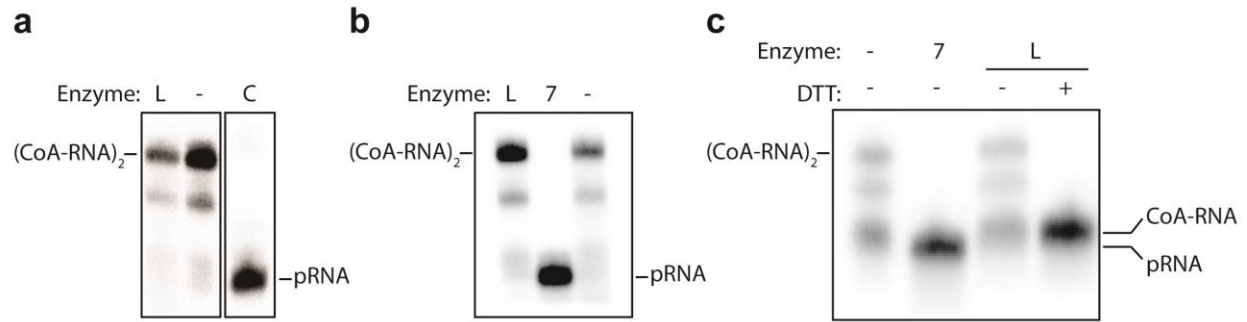 a
Enzyme: L - C
(CoA-RNA)₂
pRNA
b
Enzyme: L 7 -
(CoA-RNA)₂
pRNA
c
Enzyme: - 7 L
DTT: - - - +
(CoA-RNA)₂
CoA-RNA
pRNA